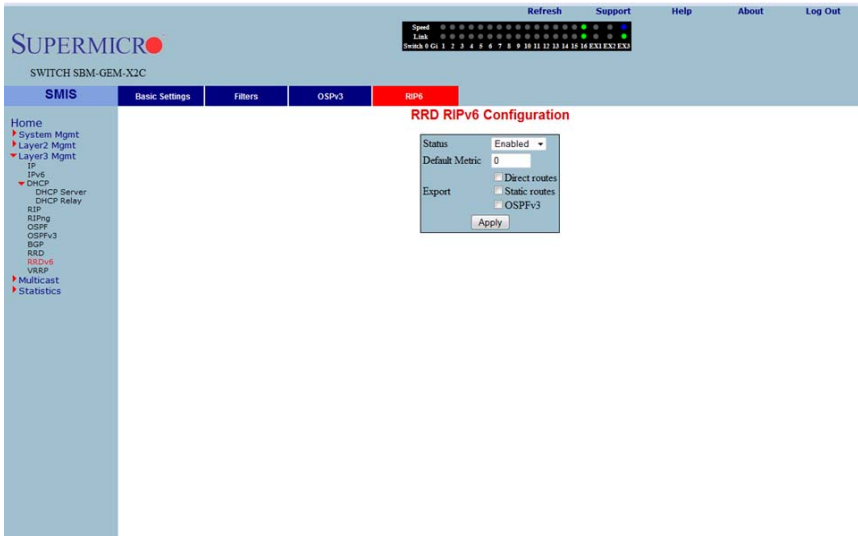 Refresh Support Help About Log Out
SUPERMICRO
Speed
Link
Switch 0 Gi 1 2 3 4 5 6 7 8 9 10 11 12 13 14 15 16 EX1 EX2 EX3
SWITCH SBM-GEM-X2C
SMIS
Basic Settings Filters OSPv3 RIP6
Home
System Mgmt
Layer2 Mgmt
Layer3 Mgmt
IP
IPv6
DHCP
DHCP Server
DHCP Relay
RIP
RIPng
OSPF
OSPFv3
BGP
RRD
RRDv6
VRRP
Multicast
Statistics
RRD RIPv6 Configuration
Status Enabled
Default Metric 0
Export
Direct routes
Static routes
OSPFv3
Apply